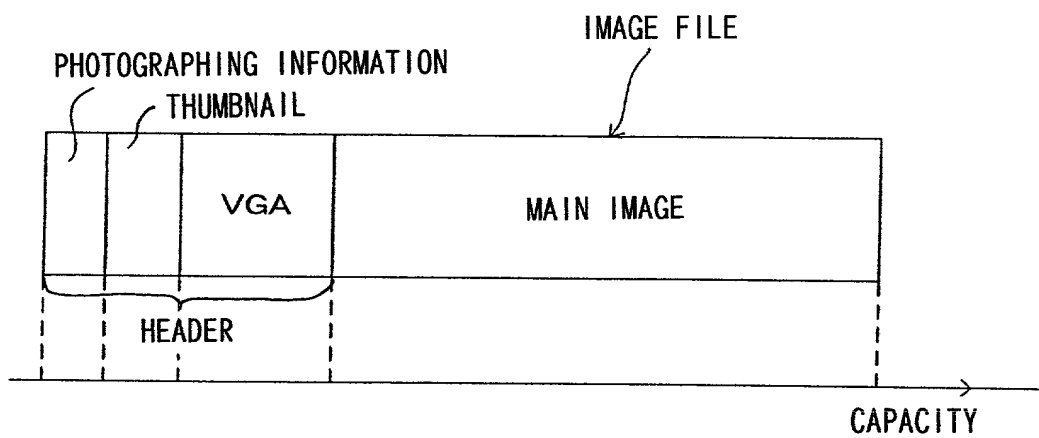 IMAGE FILE
PHOTOGRAPHING INFORMATION
THUMBNAIL
VGA
MAIN IMAGE
HEADER
CAPACITY